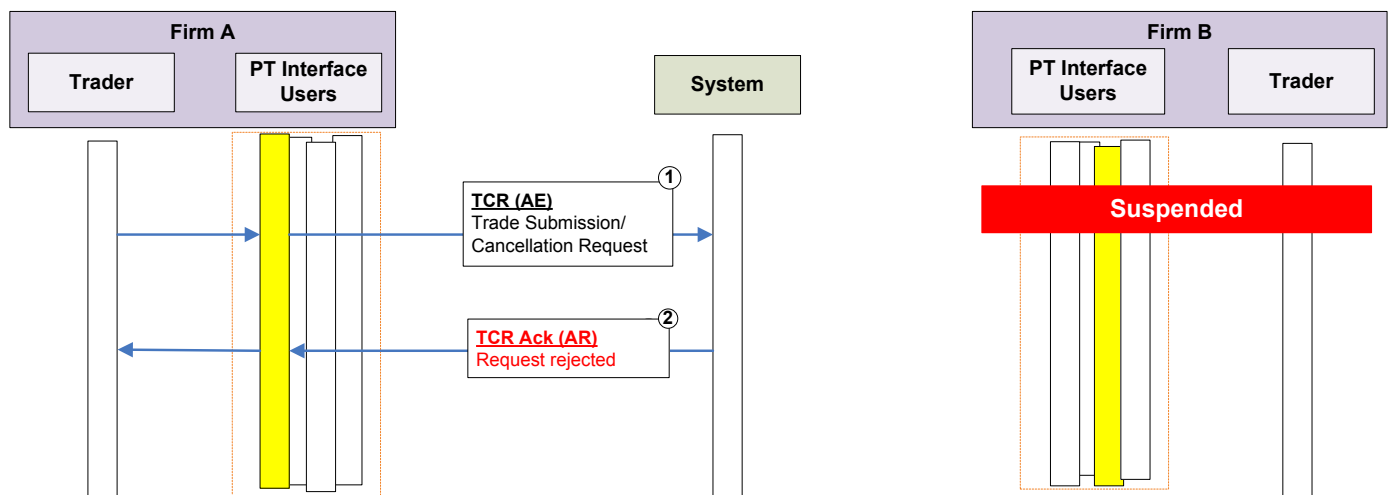 Firm A
Trader
PT Interface
Users
System
Firm B
PT Interface
Users
Trader
1
TCR (AE)
Trade Submission/
Cancellation Request
Suspended
2
TCR Ack (AR)
Request rejected